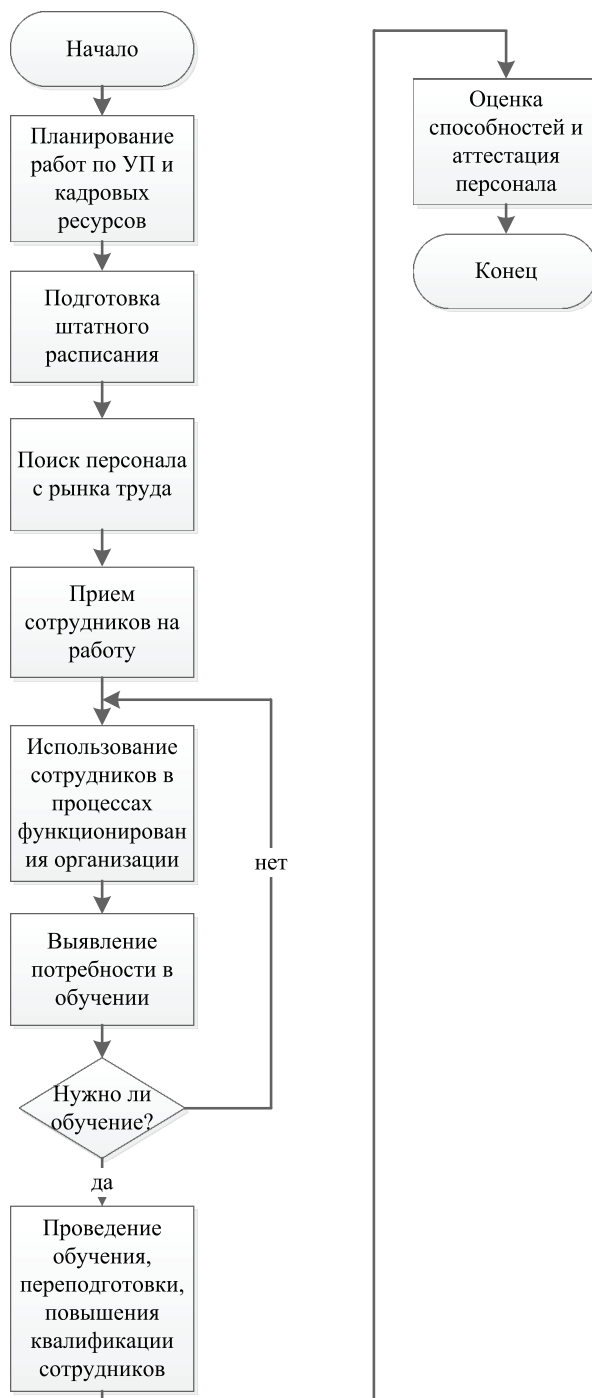 Начало
Планирование
работ по УП и
кадровых
ресурсов
Подготовка
штатного
расписания
Поиск персонала
с рынка труда
Прием
сотрудников на
работу
Использование
сотрудников в
процессах
функционирован
ия организации
нет
Выявление
потребности в
обучении
Нужно ли
обучение?
да
Проведение
обучения,
переподготовки,
повышения
квалификации
сотрудников
Оценка
способностей и
аттестация
персонала
Конец